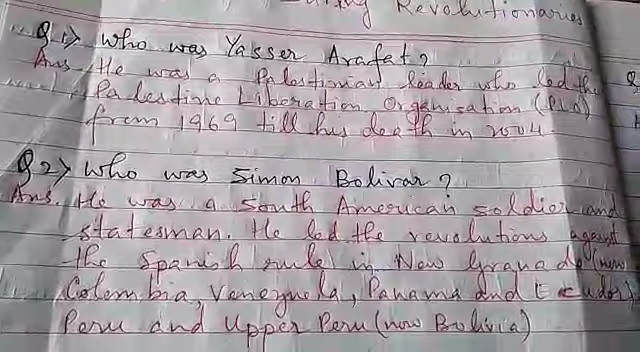 Revolutionaries
Q 1) Who was Yasser Arafat?
Ans. He was a Palestinian leader who led the
Palestine Liberation Organisation (PLO)
from 1969 till his death in 2004.
Q 2) Who was Simon Bolivar?
Ans. He was a South American soldier and
statesman. He led the revolutions against
the Spanish rule in New Granada (now
Colombia, Venezuela, Panama and Ecuador)
Peru and Upper Peru (now Bolivia)